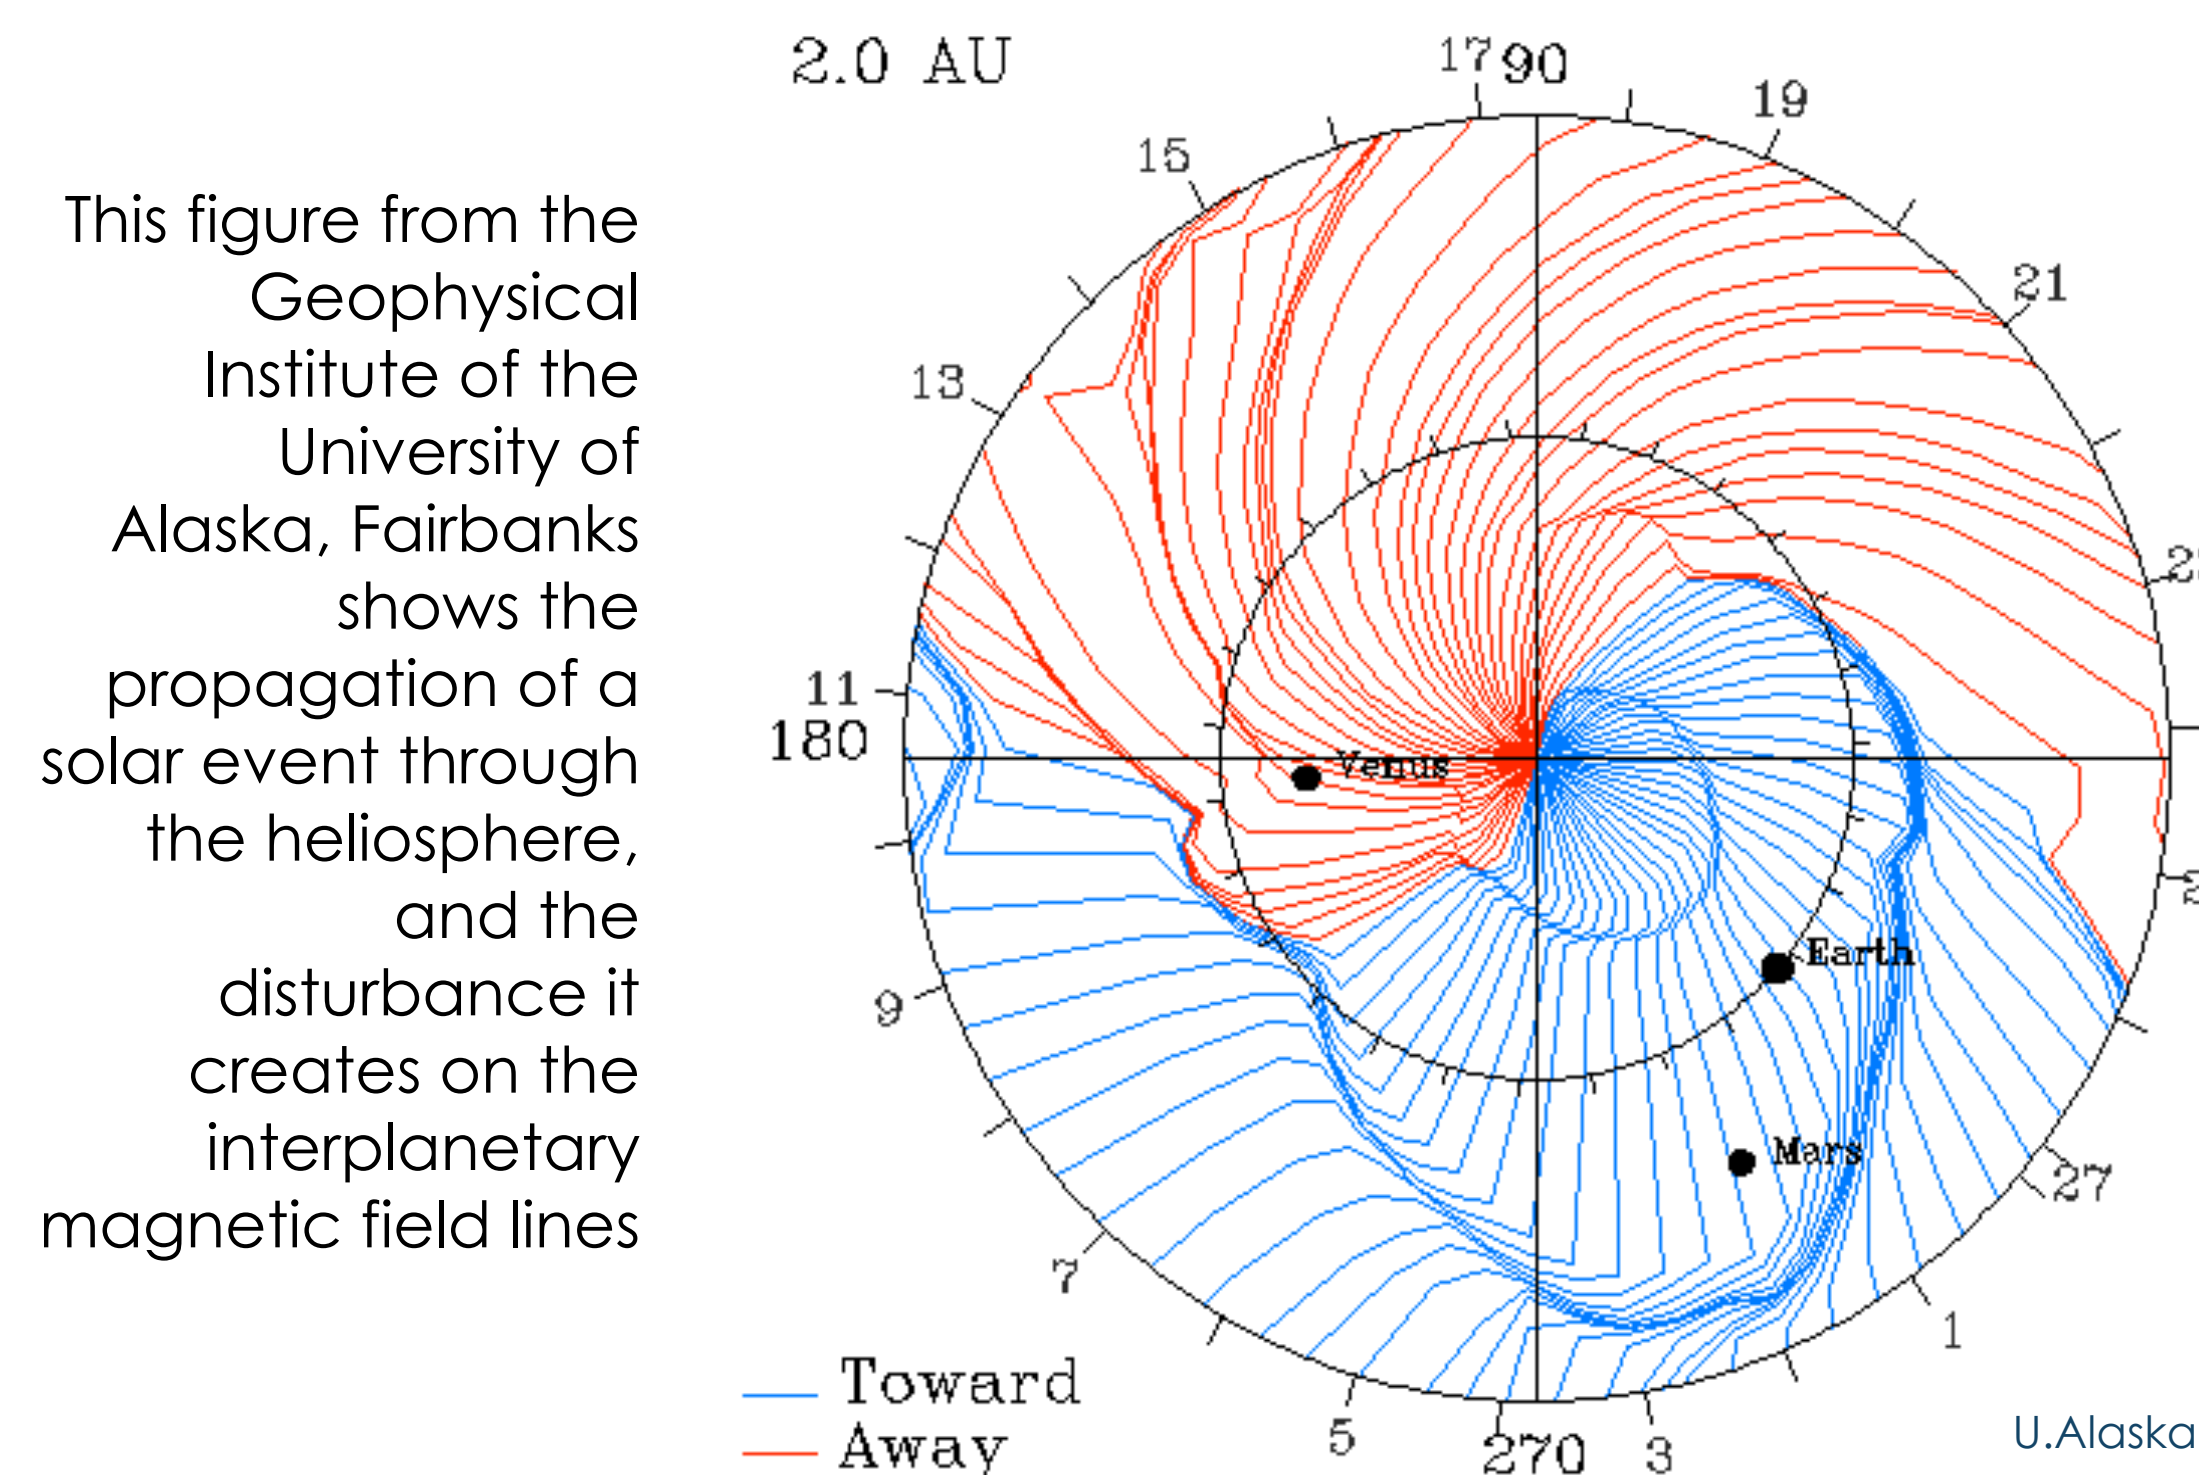 This figure from the
Geophysical
Institute of the
University of
Alaska, Fairbanks
shows the
propagation of a
solar event through
the heliosphere,
and the
disturbance it
creates on the
interplanetary
magnetic field lines
2.0 AU
17
90
19
15
21
13
11
180
Venus
Earth
9
Mars
27
7
1
5
270
3
Toward
Away
U.Alaska